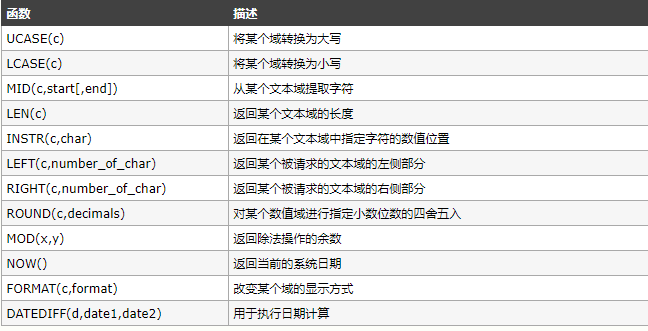 函数 描述
UCASE(c) 将某个域转换为大写
LCASE(c) 将某个域转换为小写
MID(c,start[,end]) 从某个文本域提取字符
LEN(c) 返回某个文本域的长度
INSTR(c,char) 返回在某个文本域中指定字符的数值位置
LEFT(c,number_of_char) 返回某个被请求的文本域的左侧部分
RIGHT(c,number_of_char) 返回某个被请求的文本域的右侧部分
ROUND(c,decimals) 对某个数值域进行指定小数位数的四舍五入
MOD(x,y) 返回除法操作的余数
NOW() 返回当前的系统日期
FORMAT(c,format) 改变某个域的显示方式
DATEDIFF(d,date1,date2) 用于执行日期计算